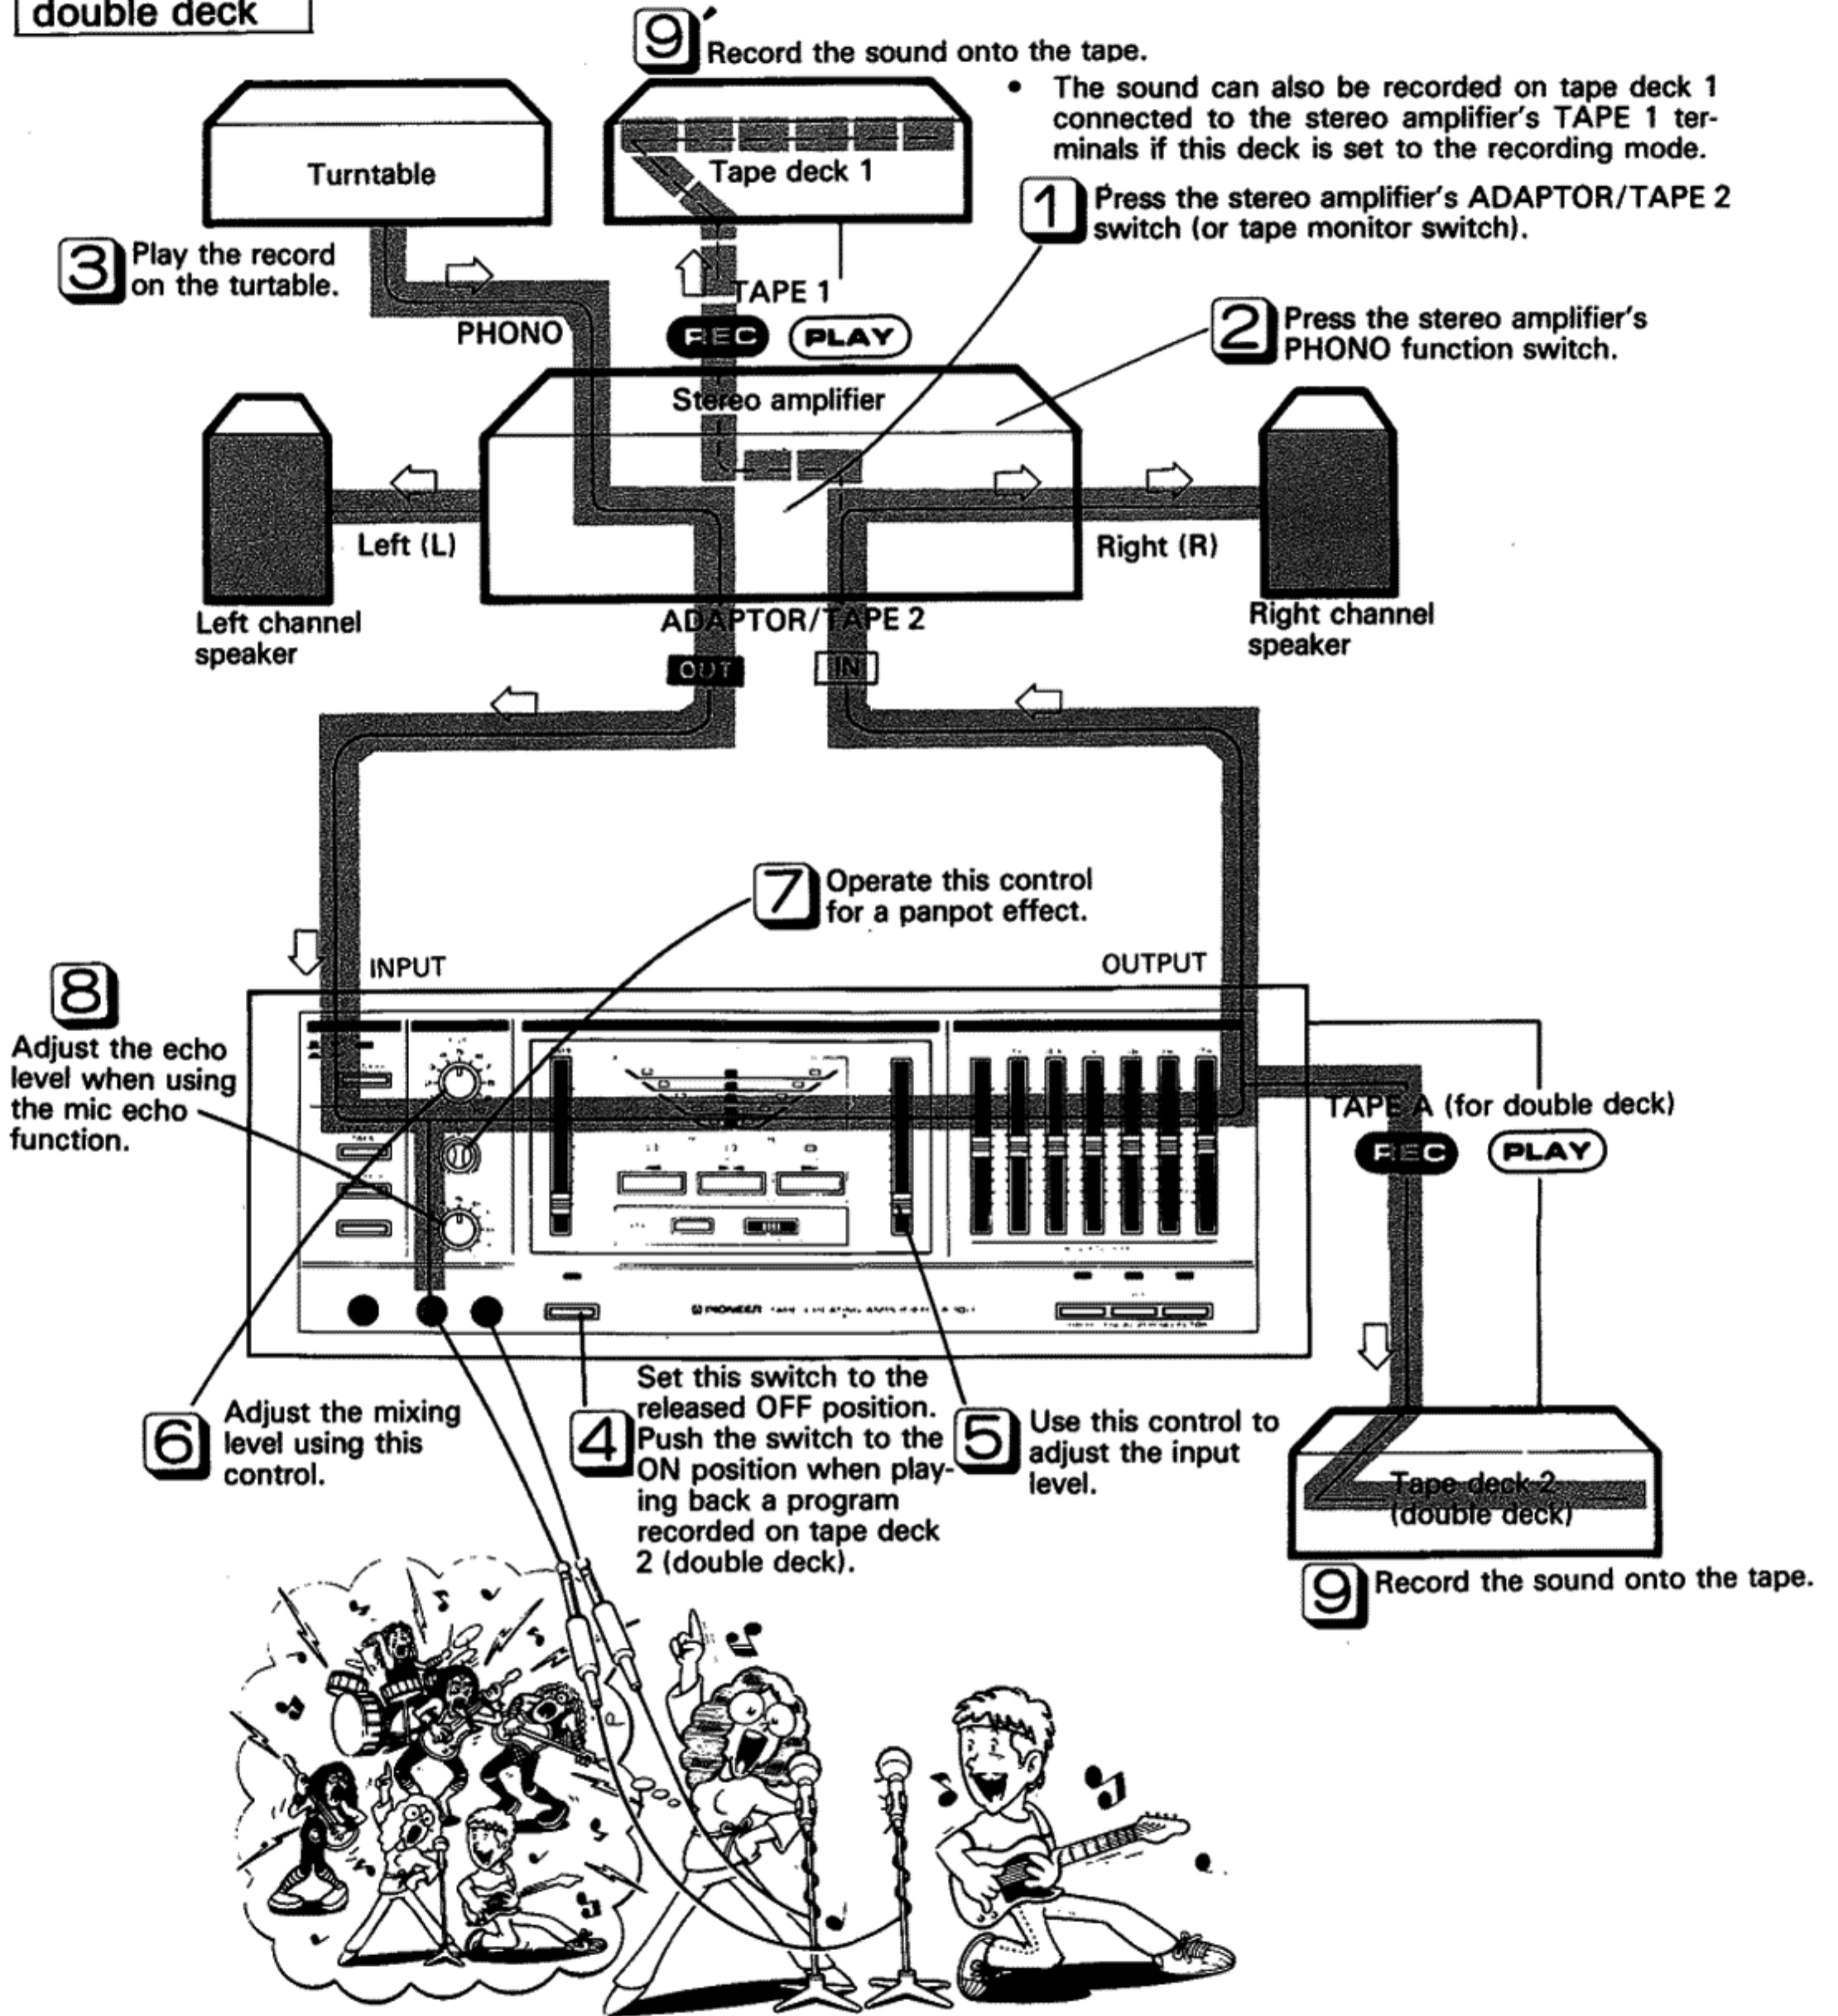 double deck
9′
Record the sound onto the tape.
• The sound can also be recorded on tape deck 1
connected to the stereo amplifier's TAPE 1 ter-
minals if this deck is set to the recording mode.
Turntable
Tape deck 1
1
Press the stereo amplifier's ADAPTOR/TAPE 2
switch (or tape monitor switch).
3
Play the record
on the turtable.
TAPE 1
PHONO
REC
PLAY
2
Press the stereo amplifier's
PHONO function switch.
Stereo amplifier
Left (L)
Right (R)
Left channel
speaker
ADAPTOR/TAPE 2
Right channel
speaker
OUT
IN
7
Operate this control
for a panpot effect.
INPUT
OUTPUT
8
Adjust the echo
level when using
the mic echo
function.
TAPE A (for double deck)
REC
PLAY
PIONEER
6
Adjust the mixing
level using this
control.
4
Set this switch to the
released OFF position.
Push the switch to the
ON position when play-
ing back a program
recorded on tape deck
2 (double deck).
5
Use this control to
adjust the input
level.
Tape deck 2
(double deck)
9
Record the sound onto the tape.